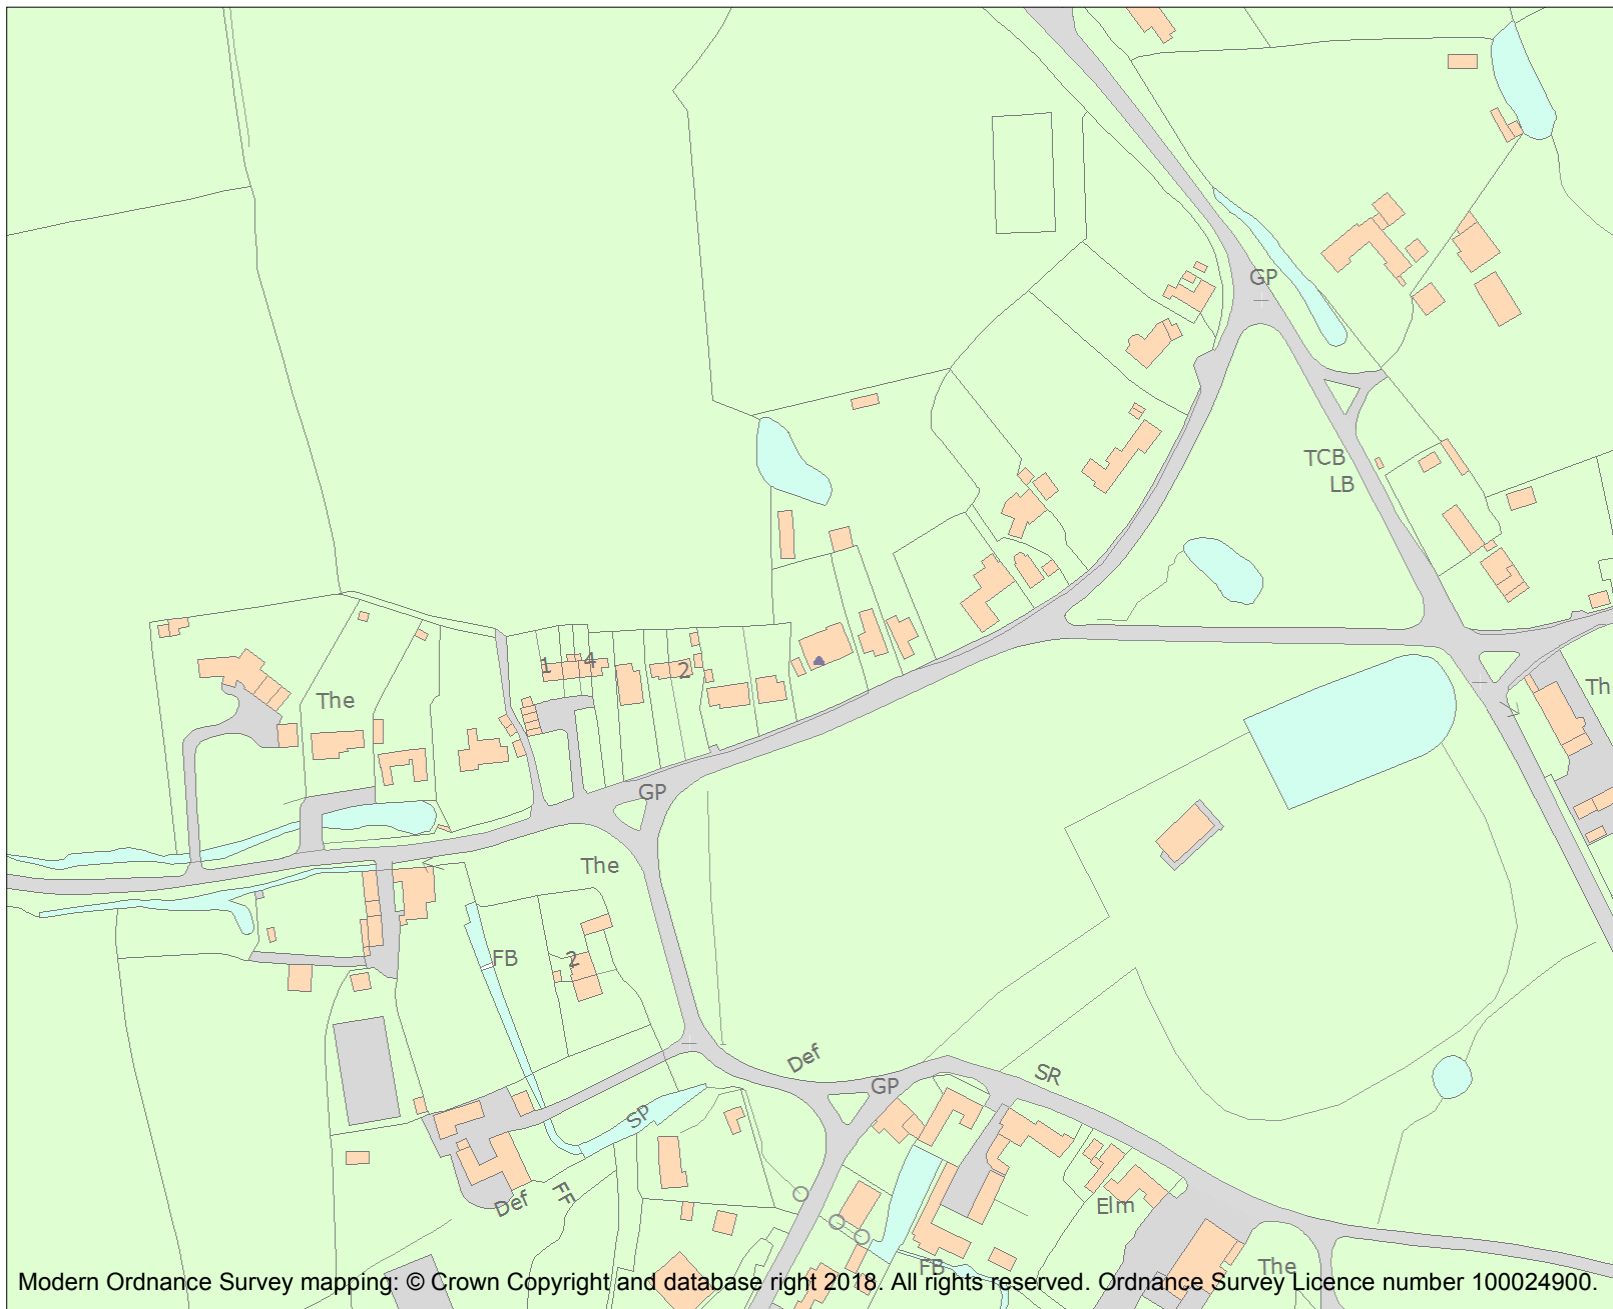 GP
TCB
LB
1
4
2
The
Th
GP
The
FB
2
Def
SR
GP
SP
Def
FF
Elm
FB
The
Modern Ordnance Survey mapping: © Crown Copyright and database right 2018. All rights reserved. Ordnance Survey Licence number 100024900.